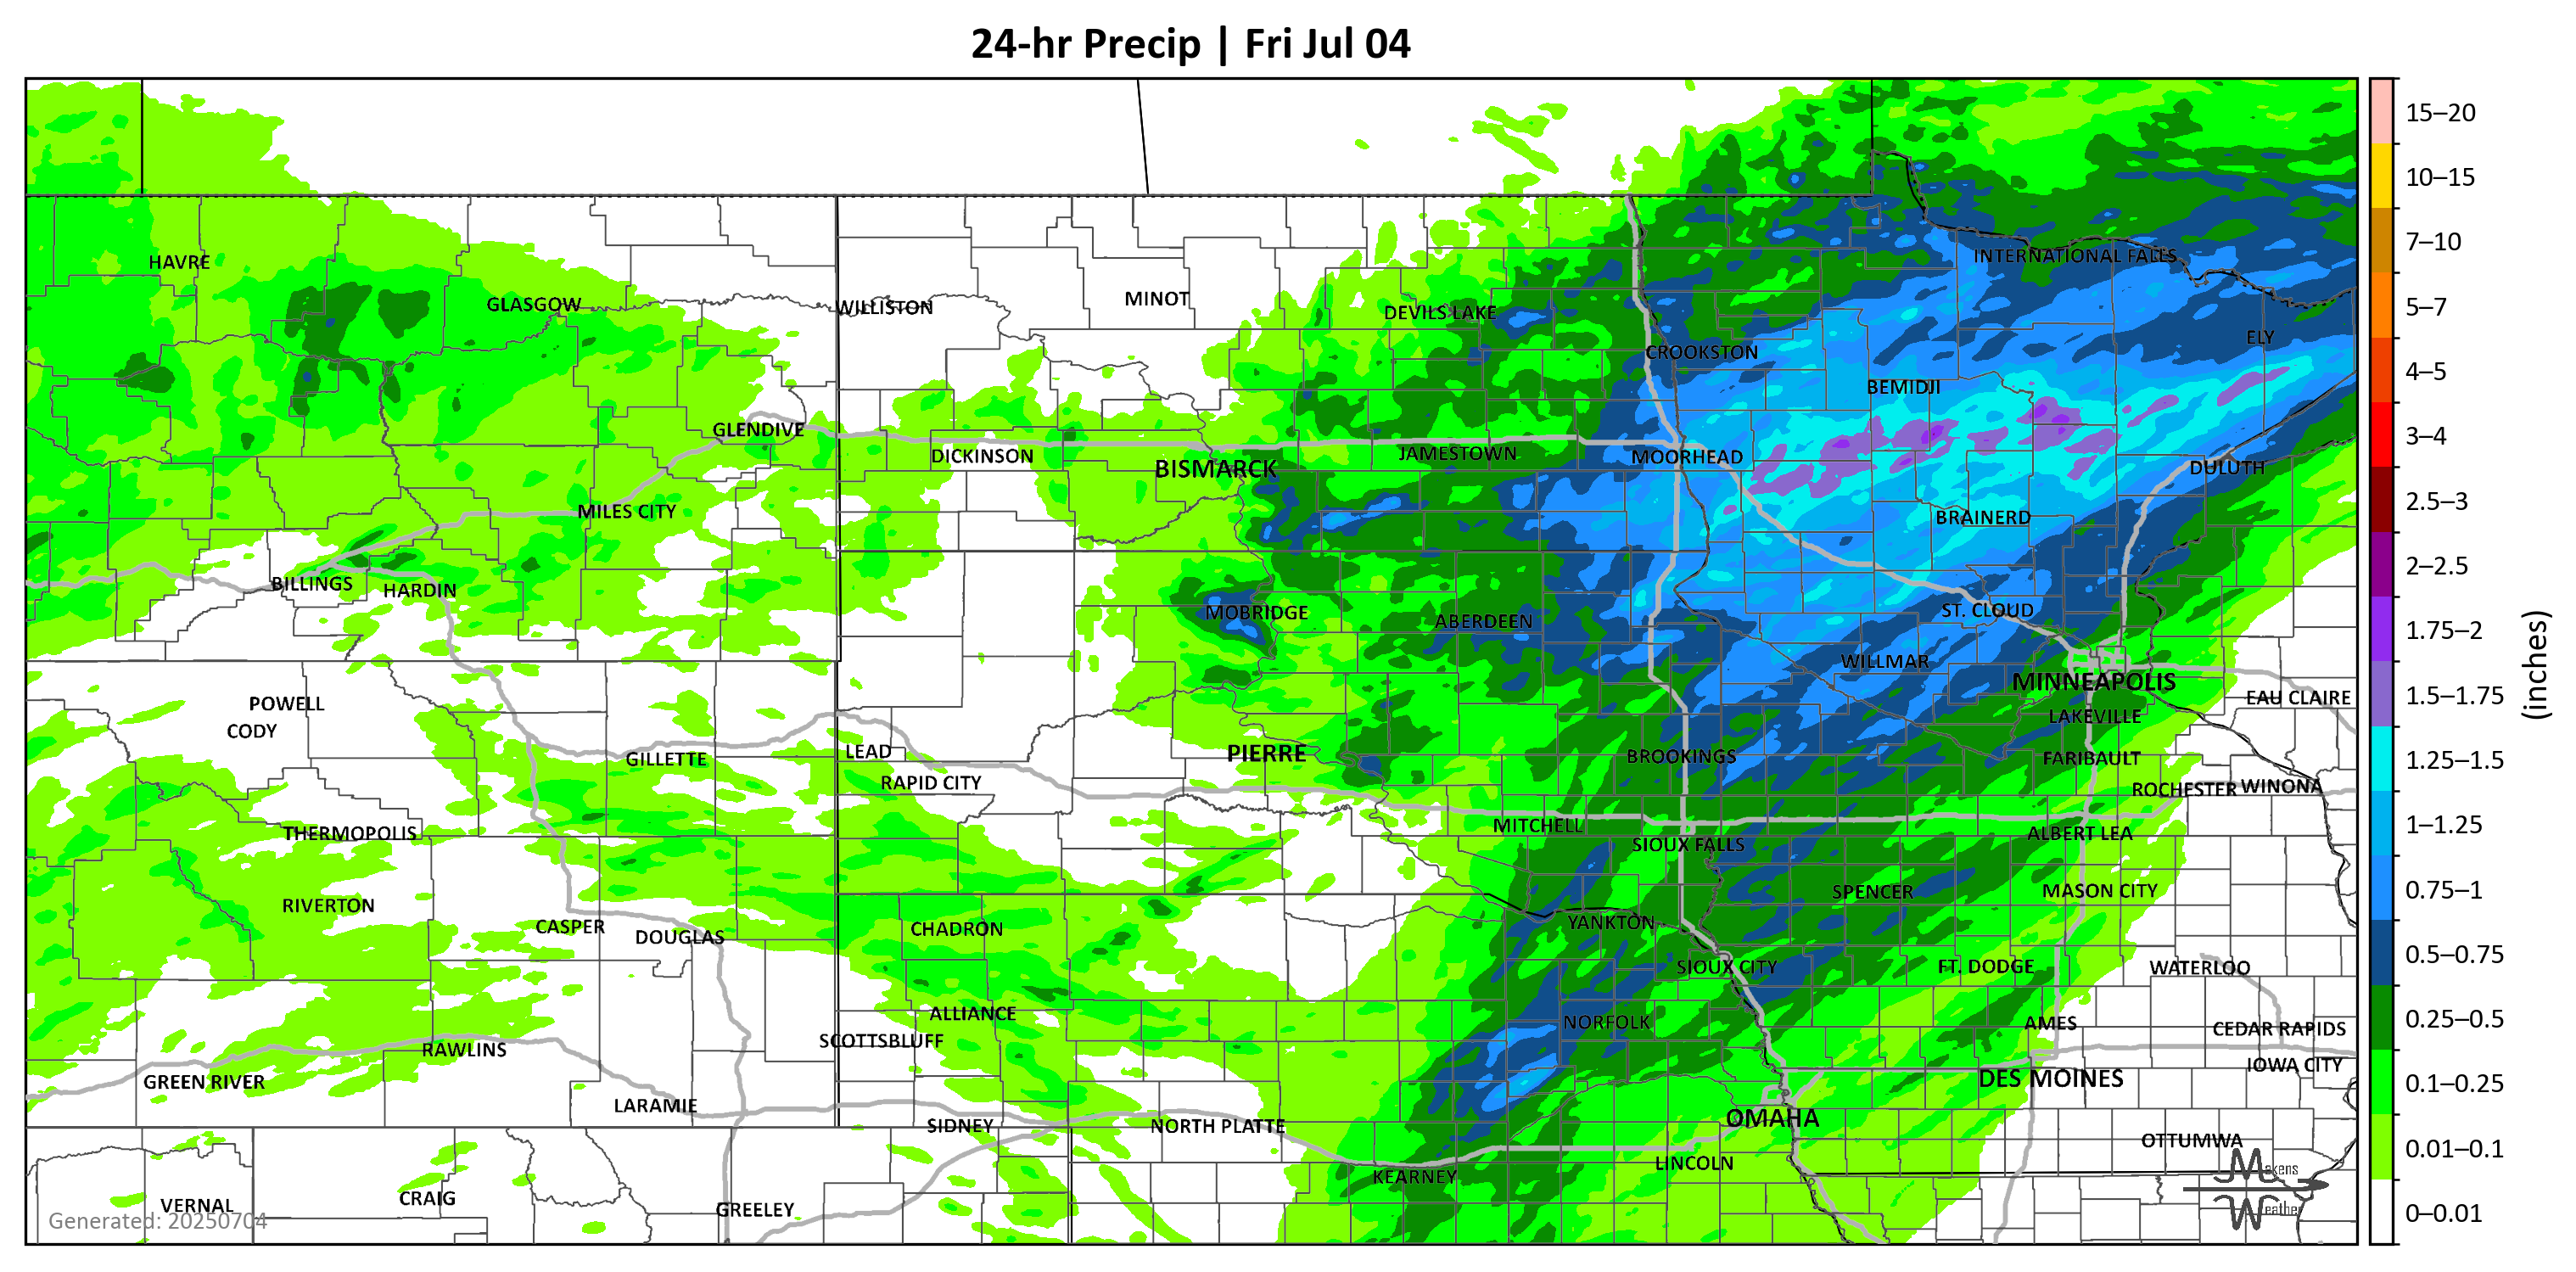 24-hr Precip | Fri Jul 04
HAVRE
GLASGOW
WILLISTON
MINOT
DEVILS LAKE
INTERNATIONAL FALLS
CROOKSTON
ELY
BEMIDJI
GLENDIVE
DICKINSON
BISMARCK
JAMESTOWN
MOORHEAD
DULUTH
MILES CITY
BRAINERD
BILLINGS
HARDIN
MOBRIDGE
ABERDEEN
ST. CLOUD
WILLMAR
MINNEAPOLIS
EAU CLAIRE
POWELL
CODY
LAKEVILLE
GILLETTE
LEAD
PIERRE
BROOKINGS
FARIBAULT
RAPID CITY
ROCHESTER
WINONA
THERMOPOLIS
MITCHELL
ALBERT LEA
SIOUX FALLS
RIVERTON
SPENCER
MASON CITY
CASPER
DOUGLAS
CHADRON
YANKTON
SIOUX CITY
FT. DODGE
WATERLOO
ALLIANCE
NORFOLK
AMES
CEDAR RAPIDS
SCOTTSBLUFF
RAWLINS
IOWA CITY
GREEN RIVER
DES MOINES
LARAMIE
SIDNEY
NORTH PLATTE
OMAHA
OTTUMWA
LINCOLN
KEARNEY
VERNAL
CRAIG
GREELEY
Generated: 20250704
Makens
Weather
15–20
10–15
7–10
5–7
4–5
3–4
2.5–3
2–2.5
1.75–2
1.5–1.75
1.25–1.5
1–1.25
0.75–1
0.5–0.75
0.25–0.5
0.1–0.25
0.01–0.1
0–0.01
(inches)